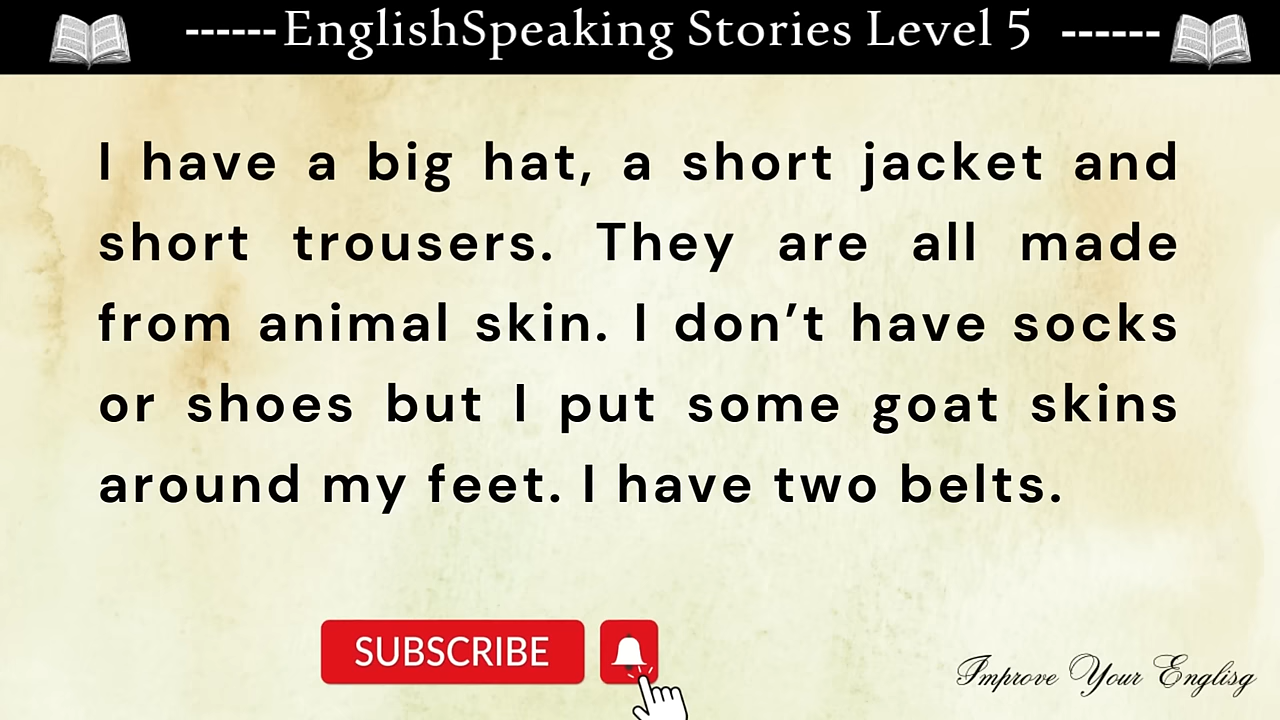 ------EnglishSpeaking Stories Level 5 ------
I have a big hat, a short jacket and
short trousers. They are all made
from animal skin. I don’t have socks
or shoes but I put some goat skins
around my feet. I have two belts.
SUBSCRIBE
Improve Your Englisg